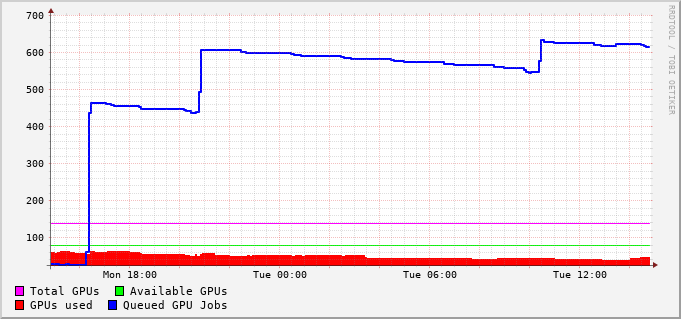 700
600
500
400
300
200
100
Mon 18:00 Tue 00:00 Tue 06:00 Tue 12:00
Total GPUs Available GPUs
GPUs used Queued GPU Jobs
RRDTOOL / TOBI OETIKER